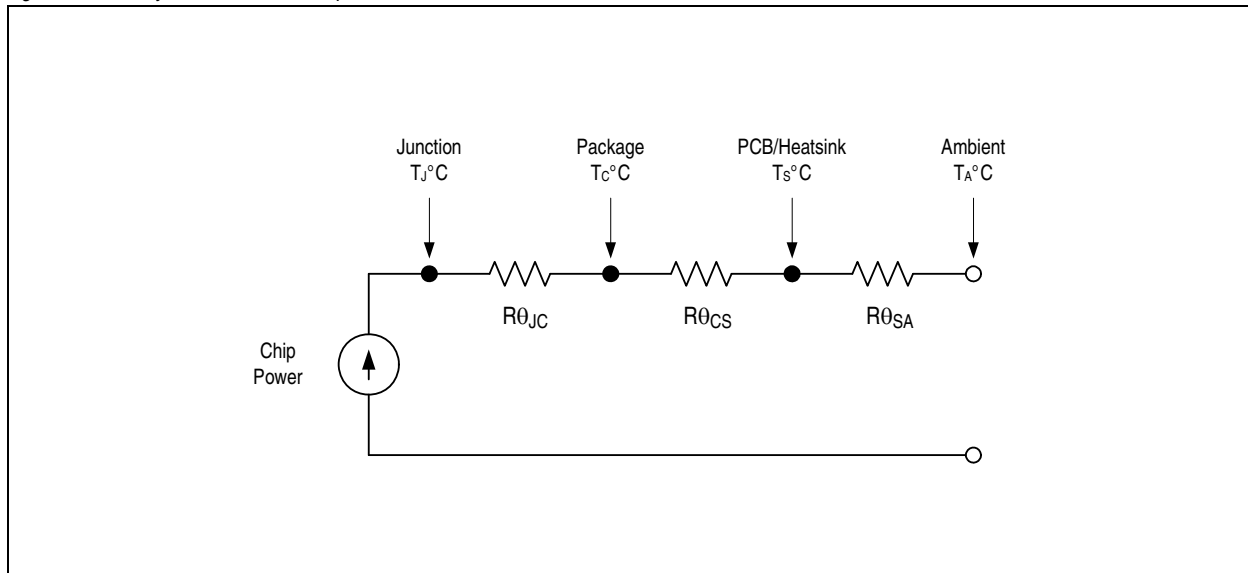 Junction
TJ°C
Package
TC°C
PCB/Heatsink
TS°C
Ambient
TA°C
RθJC
RθCS
RθSA
Chip
Power